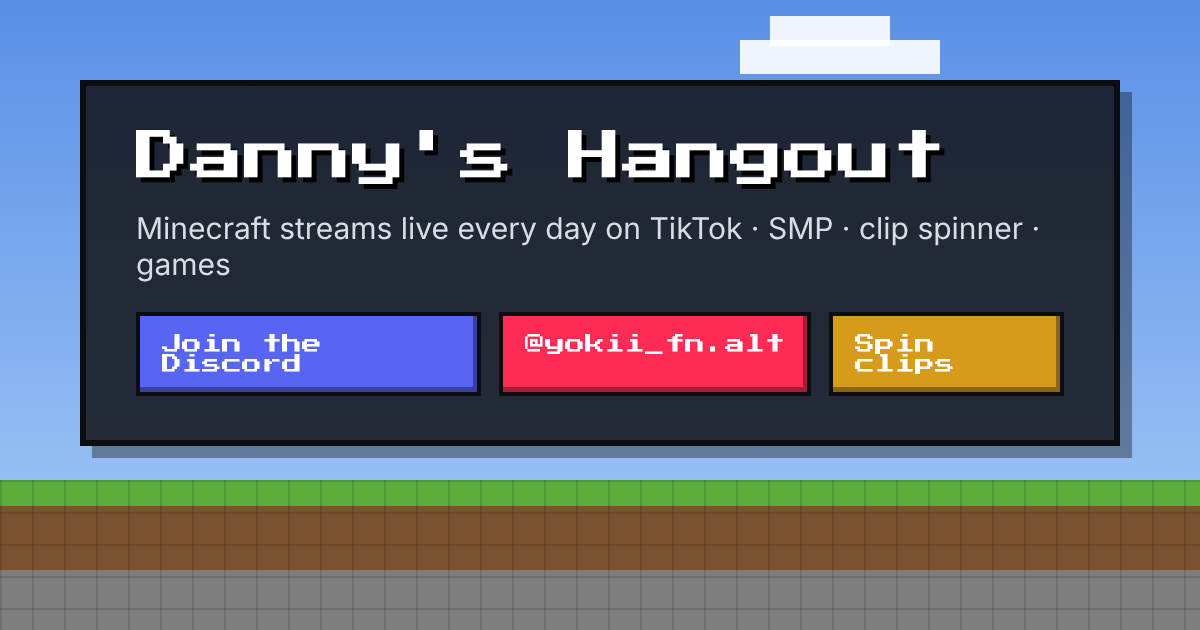 Danny's Hangout
Minecraft streams live every day on TikTok · SMP · clip spinner ·
games
Join the
Discord
@yokii_fn.alt
Spin
clips